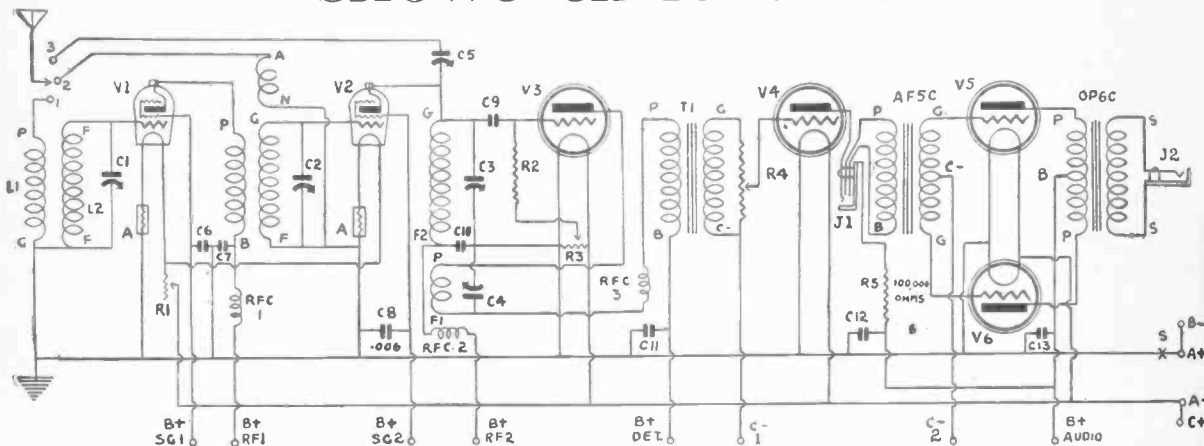 3
2
1
A
N
C5
V1
V2
C9
V3
V4
AF5C
V5
OP6C
P
F
P
G
G
P
T1
G
P
G
P
S
J2
L1
C1
C2
C3
R2
R4
C-
B
L2
A
A
J1
S
G
F
C6
C7
B
F
F2
C10
R3
B
C-
B
G
P
R1
RFC
1
P
C4
RFC
3
R5
100,000
OHMS
C8
.006
F1
RFC.2
C11
C12
B
V6
C13
S
X
B-
A+
A-
C+
B+
SG1
B+
RF1
B+
SG2
B+
RF2
B+
DET.
C-
1
C-
2
B+
AUDIO